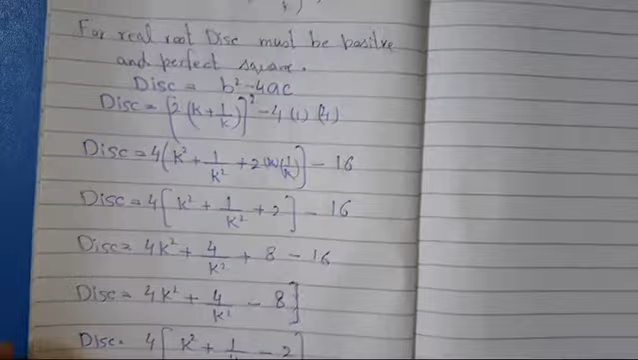 For real root Disc must be positve
and perfect square.
Disc = b² - 4ac
Disc = [2(k + 1/k)]² - 4(1)(4)
Disc = 4[k² + 1/k² + 2(k)(1/k)] - 16
Disc = 4[k² + 1/k² + 2] - 16
Disc = 4k² + 4/k² + 8 - 16
Disc = 4k² + 4/k² - 8]
Disc = 4[k² + 1/k² - 2]